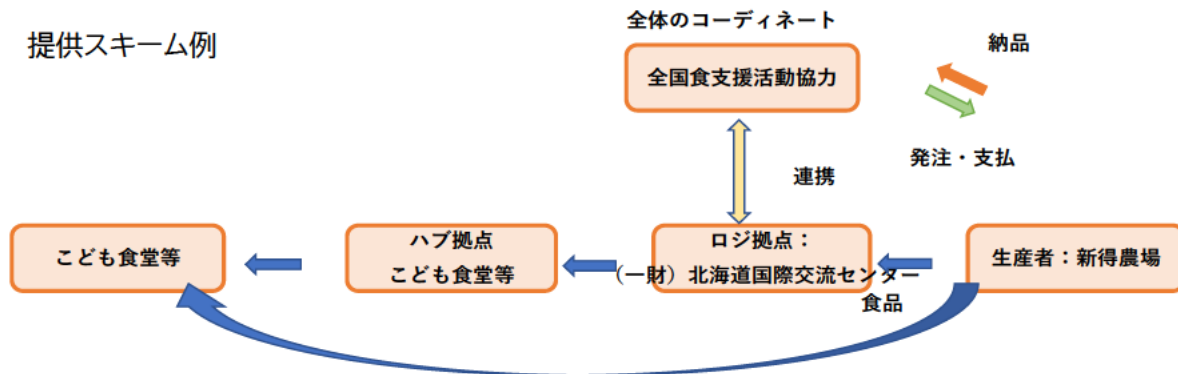 提供スキーム例
全体のコーディネート
全国食支援活動協力
納品
発注・支払
連携
こども食堂等
ハブ拠点
こども食堂等
ロジ拠点：
（一財）北海道国際交流センター
食品
生産者：新得農場